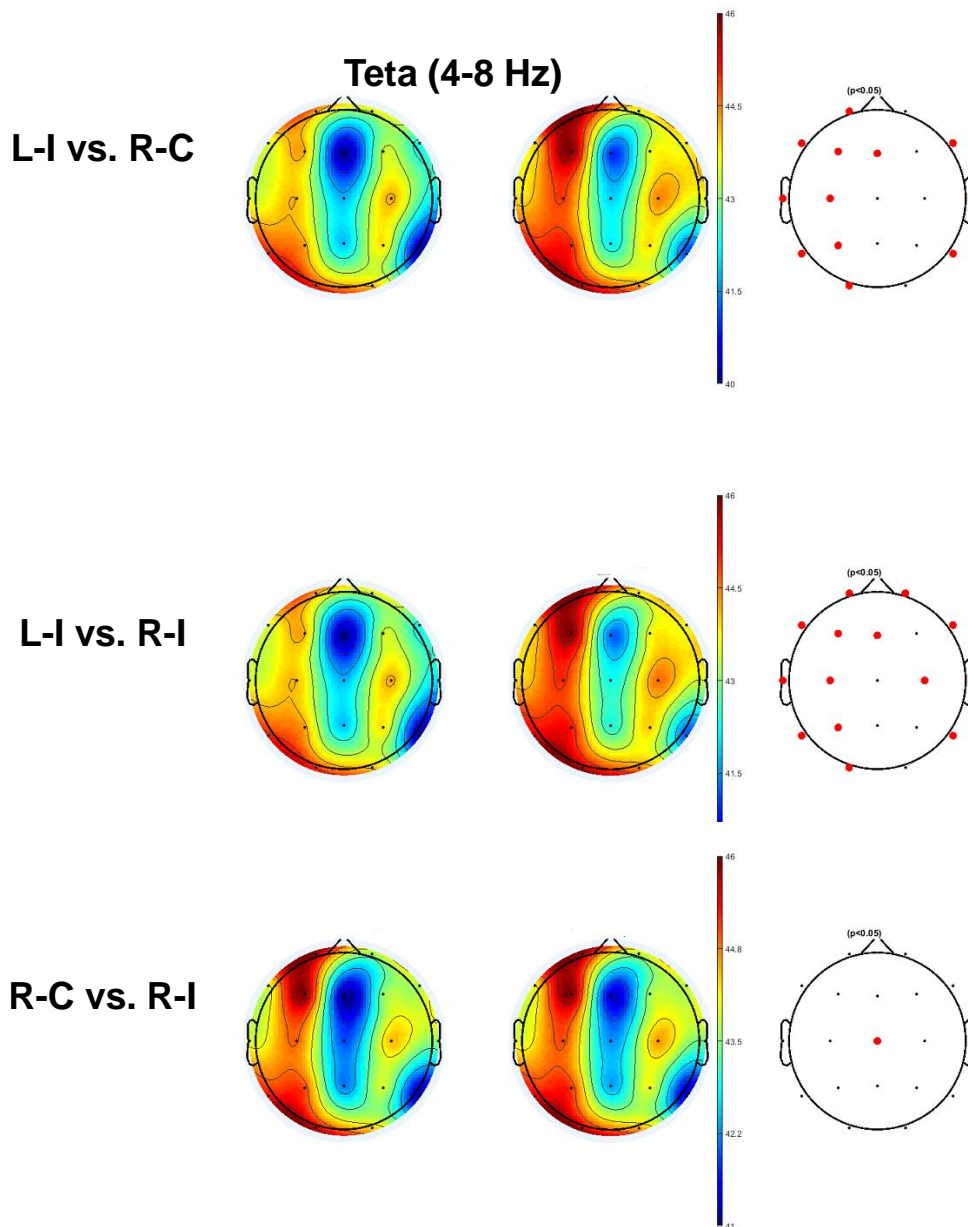 Teta (4-8 Hz)
L-I vs. R-C
46
44.5
43
41.5
40
(p<0.05)
L-I vs. R-I
46
44.5
43
41.5
(p<0.05)
R-C vs. R-I
46
44.8
43.5
42.2
41
(p<0.05)